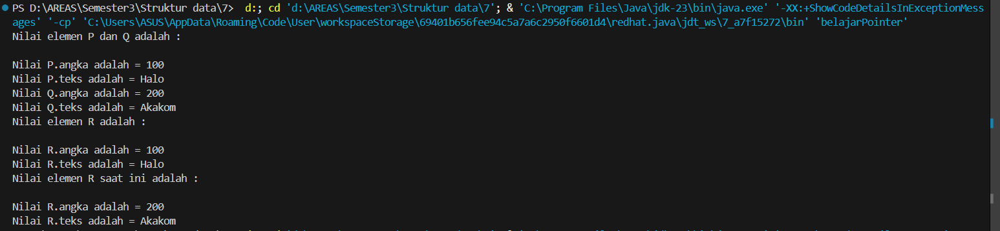 PS D:\AREAS\Semester3\Struktur data\7>  d:; cd 'd:\AREAS\Semester3\Struktur data\7'; & 'C:\Program Files\Java\jdk-23\bin\java.exe' '-XX:+ShowCodeDetailsInExceptionMess
ages' '-cp' 'C:\Users\ASUS\AppData\Roaming\Code\User\workspaceStorage\69401b656fee94c5a7a6c2950f6601d4\redhat.java\jdt_ws\7_a7f15272\bin' 'belajarPointer'
Nilai elemen P dan Q adalah :
Nilai P.angka adalah = 100
Nilai P.teks adalah = Halo
Nilai Q.angka adalah = 200
Nilai Q.teks adalah = Akakom
Nilai elemen R adalah :
Nilai R.angka adalah = 100
Nilai R.teks adalah = Halo
Nilai elemen R saat ini adalah :
Nilai R.angka adalah = 200
Nilai R.teks adalah = Akakom